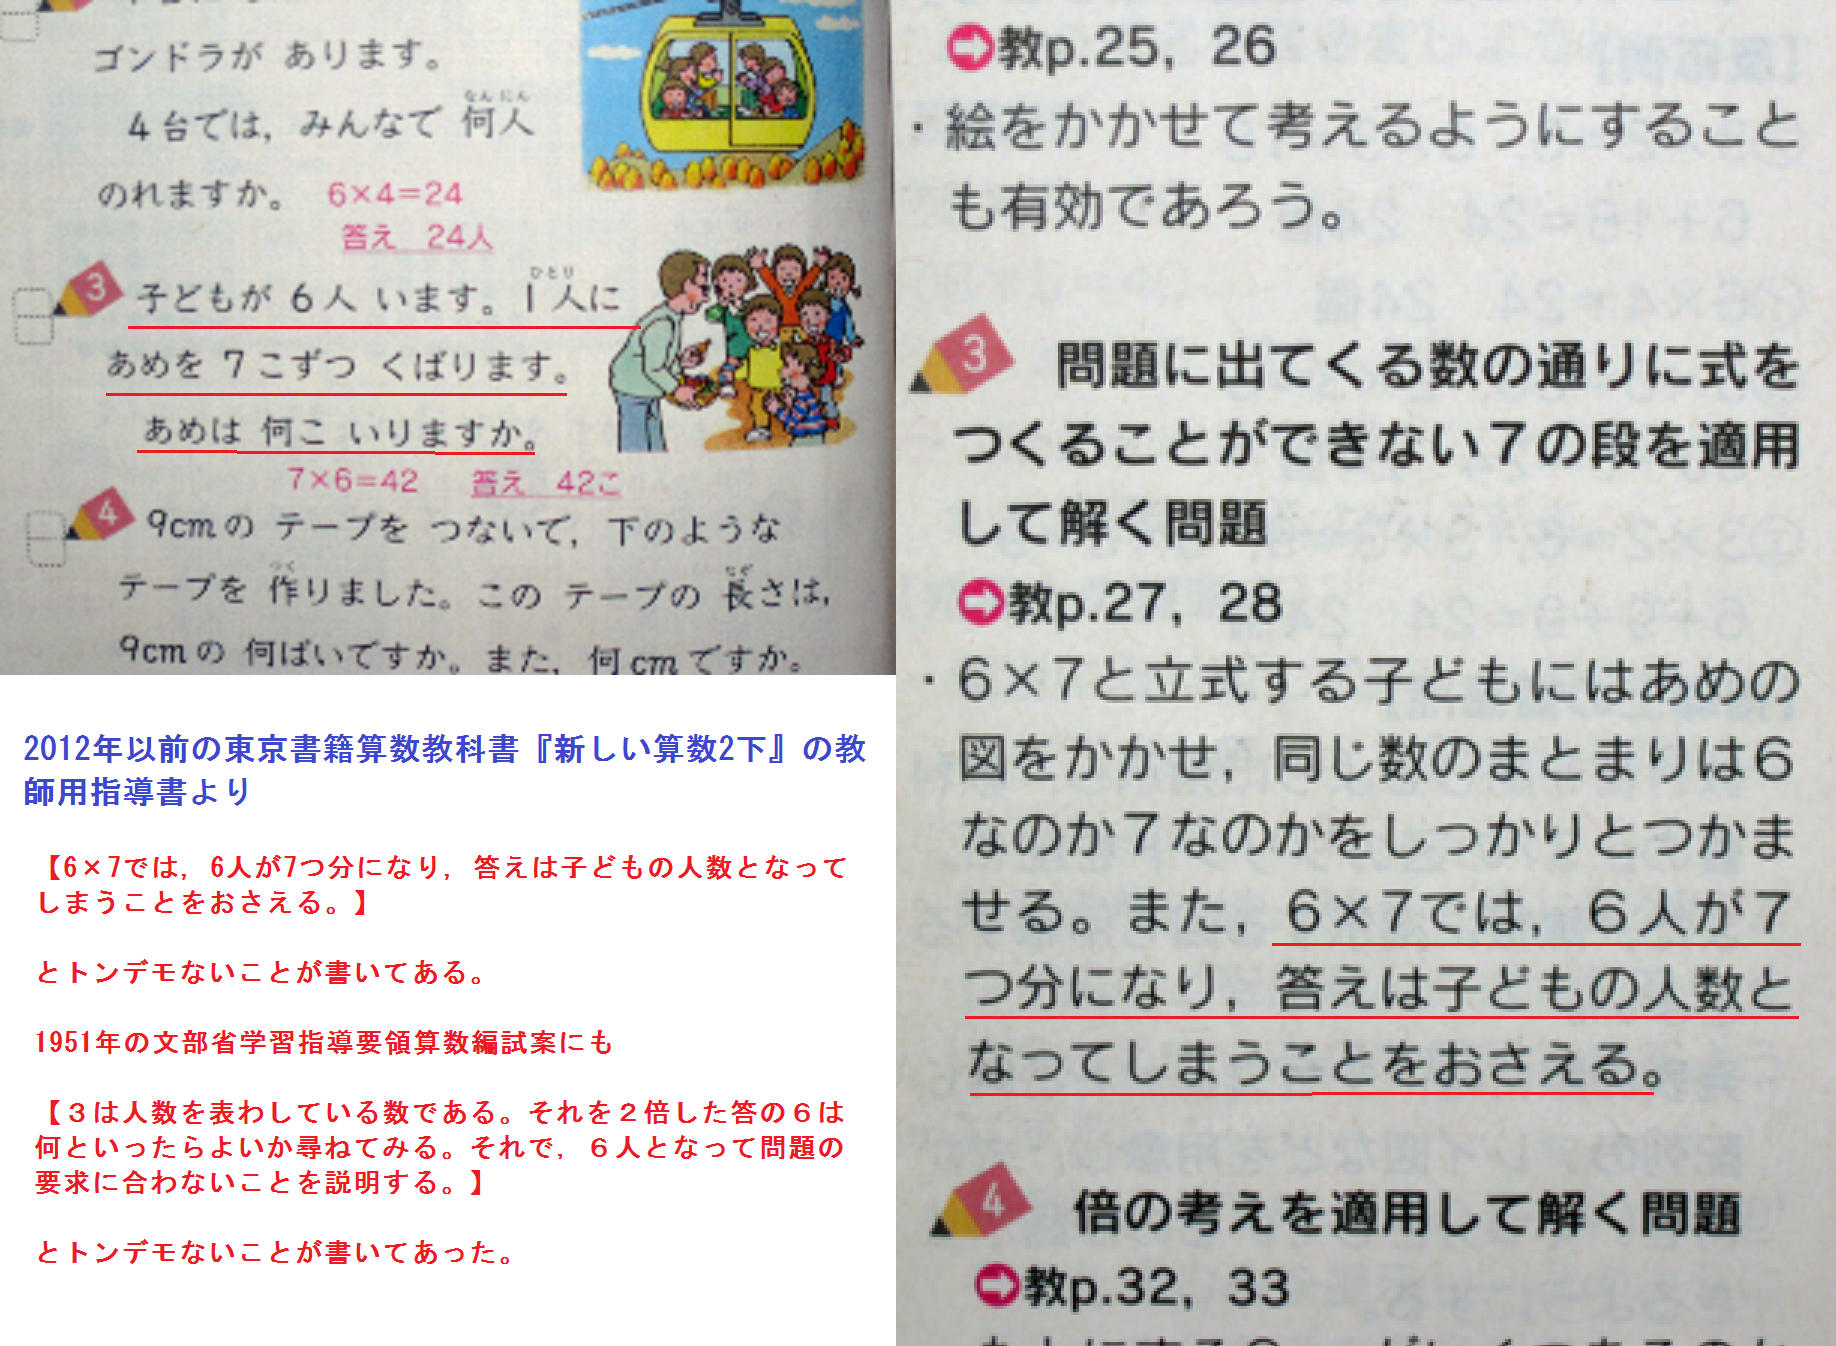 ゴンドラが あります。
4台では，みんなで 何人
なんにん
のれますか。 6×4=24
答え 24人
3 子どもが 6人 います。1人に
ひとり
あめを 7こずつ くばります。
あめは 何こ いりますか。
7×6=42 答え 42こ
4 9cmの テープを つないで，下のような
テープを 作りました。この テープの 長さは，
つく なが
9cmの 何ばいですか。また，何cmですか。
2012年以前の東京書籍算数教科書『新しい算数2下』の教
師用指導書より
【6×7では，6人が7つ分になり，答えは子どもの人数となって
しまうことをおさえる。】
とトンデモないことが書いてある。
1951年の文部省学習指導要領算数編試案にも
【３は人数を表わしている数である。それを２倍した答の６は
何といったらよいか尋ねてみる。それで，６人となって問題の
要求に合わないことを説明する。】
とトンデモないことが書いてあった。
教p.25，26
・絵をかかせて考えるようにすること
も有効であろう。
3 問題に出てくる数の通りに式を
つくることができない７の段を適用
して解く問題
教p.27，28
・6×7と立式する子どもにはあめの
図をかかせ，同じ数のまとまりは6
なのか7なのかをしっかりとつかま
せる。また，6×7では，6人が7
つ分になり，答えは子どもの人数と
なってしまうことをおさえる。
4 倍の考えを適用して解く問題
教p.32，33